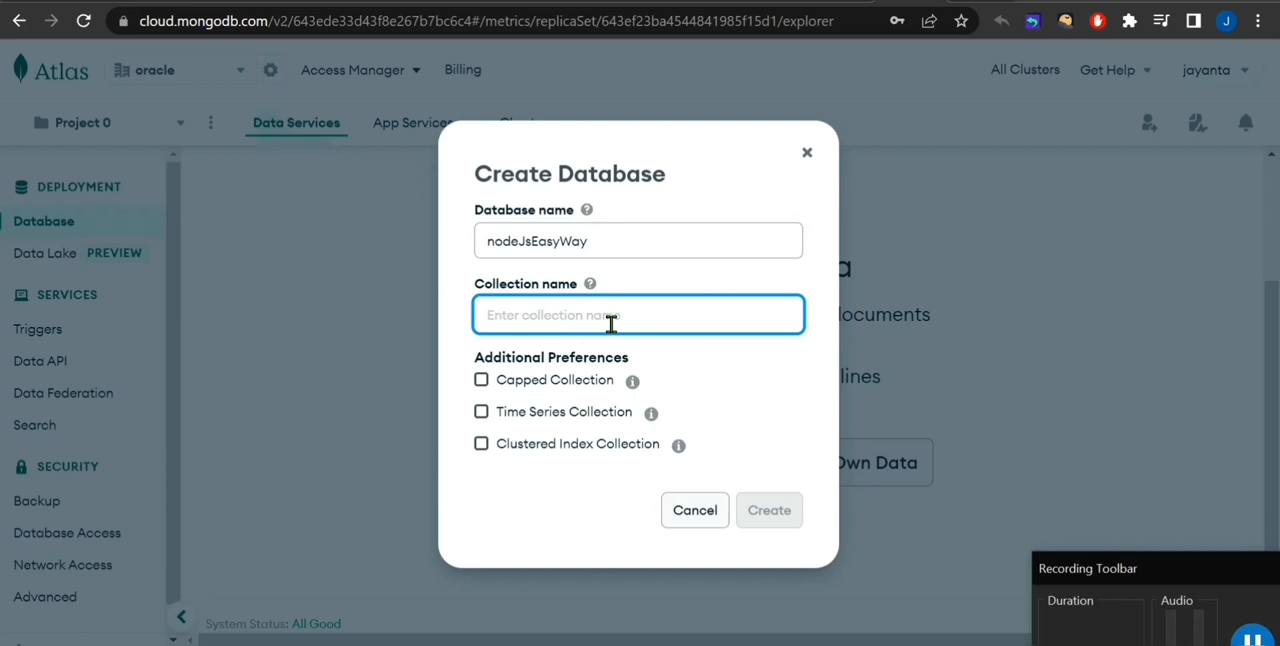 cloud.mongodb.com/v2/643ede33d43f8e267b7bc6c4#/metrics/replicaSet/643ef23ba4544841985f15d1/explorer
J
Atlas
oracle
Access Manager
Billing
All Clusters
Get Help
jayanta
Project 0
Data Services
App Services
DEPLOYMENT
Database
Data Lake PREVIEW
SERVICES
Triggers
Data API
Data Federation
Search
SECURITY
Backup
Database Access
Network Access
Advanced
Create Database
Database name
nodeJsEasyWay
Collection name
Enter collection name
Additional Preferences
Capped Collection
Time Series Collection
Clustered Index Collection
Cancel
Create
a
documents
lines
Own Data
System Status: All Good
Recording Toolbar
Duration
Audio